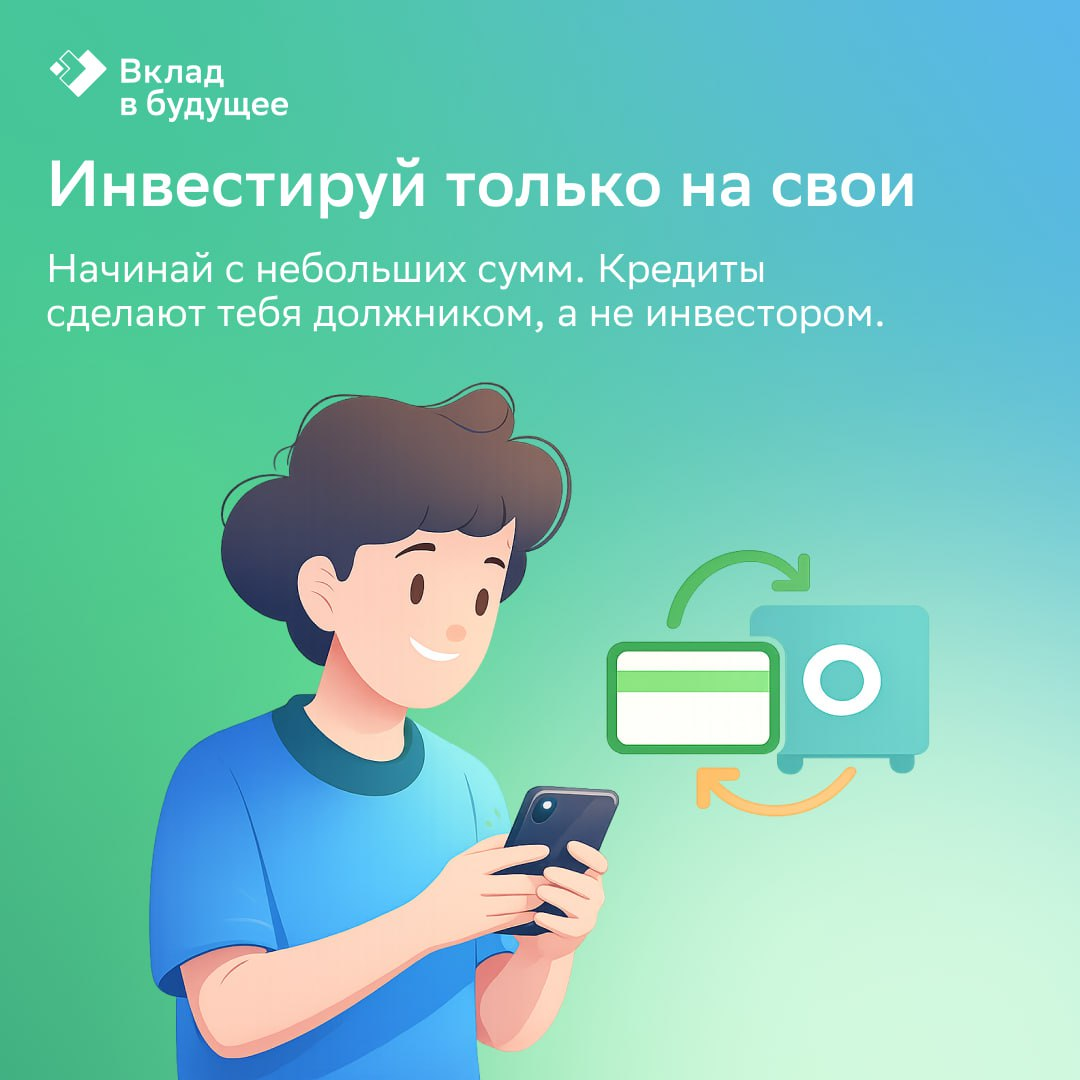 Вклад
в будущее
Инвестируй только на свои
Начинай с небольших сумм. Кредиты
сделают тебя должником, а не инвестором.